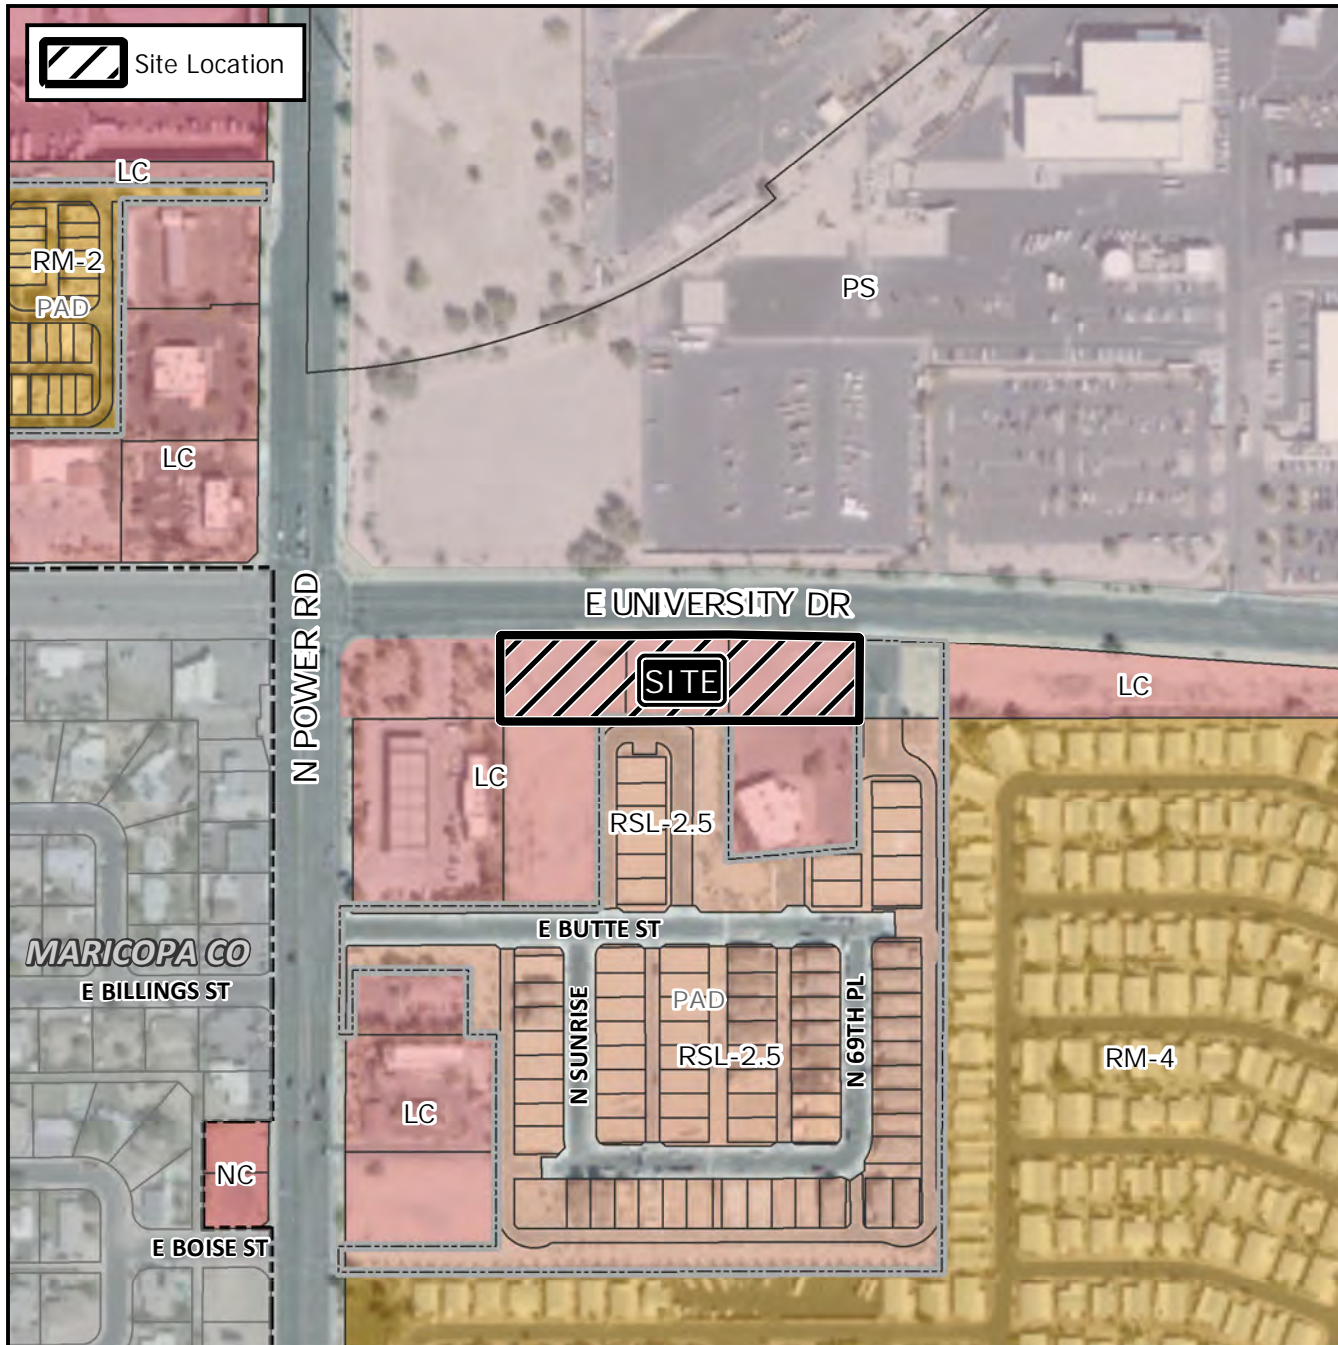 Site Location
LC
RM-2
PAD
PS
LC
E UNIVERSITY DR
N POWER RD
SITE
LC
LC
RSL-2.5
E BUTTE ST
MARICOPA CO
E BILLINGS ST
N SUNRISE
PAD
N 69TH PL
RSL-2.5
RM-4
LC
NC
E BOISE ST